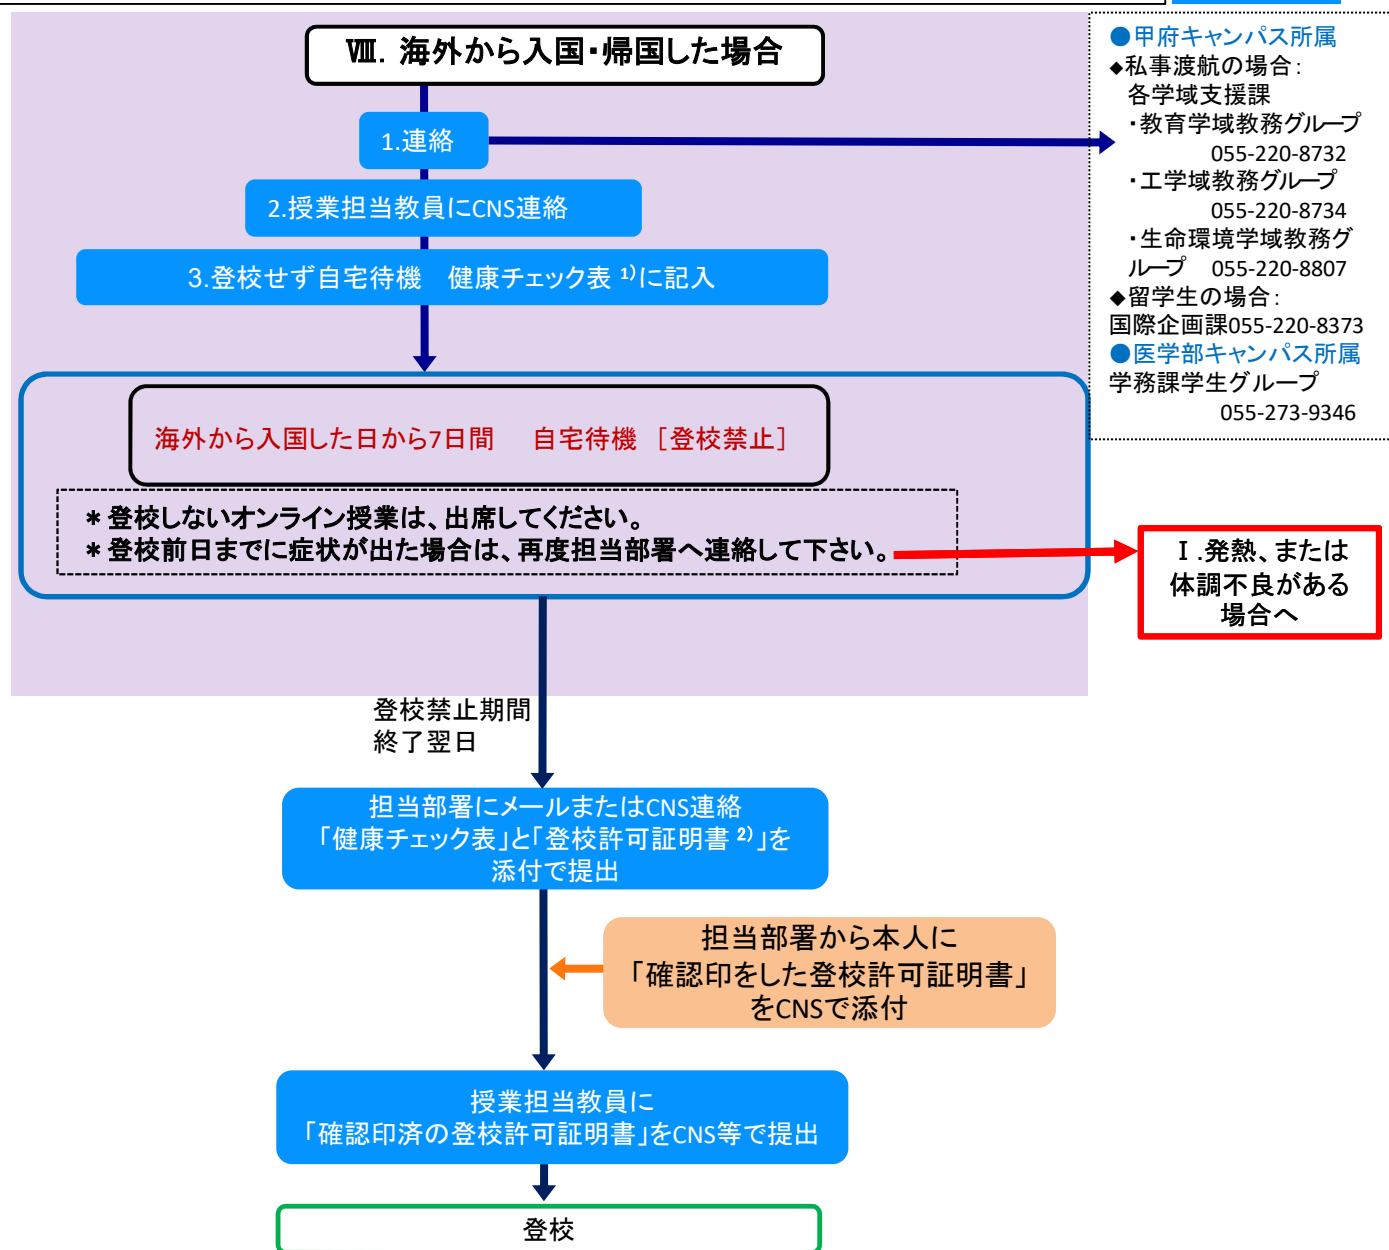 Ⅷ. 海外から入国・帰国した場合
1.連絡
2.授業担当教員にCNS連絡
3.登校せず自宅待機　健康チェック表 1)に記入
海外から入国した日から7日間　自宅待機 ［登校禁止］
＊登校しないオンライン授業は、出席してください。
＊登校前日までに症状が出た場合は、再度担当部署へ連絡して下さい。
●甲府キャンパス所属
◆私事渡航の場合：
各学域支援課
・教育学域教務グループ
055-220-8732
・工学域教務グループ
055-220-8734
・生命環境学域教務グ
ループ　055-220-8807
◆留学生の場合：
国際企画課055-220-8373
●医学部キャンパス所属
学務課学生グループ
055-273-9346
Ⅰ.発熱、または
体調不良がある
場合へ
登校禁止期間
終了翌日
担当部署にメールまたはCNS連絡
「健康チェック表」と「登校許可証明書 2)」を
添付で提出
担当部署から本人に
「確認印をした登校許可証明書」
をCNSで添付
授業担当教員に
「確認印済の登校許可証明書」をCNS等で提出
登校